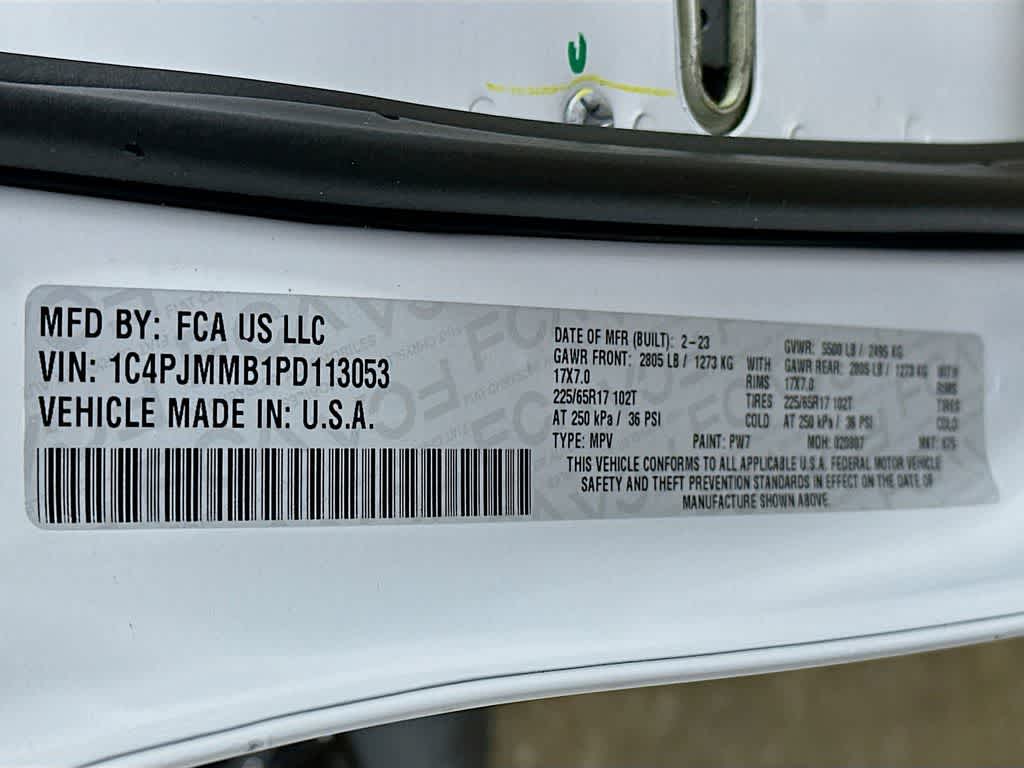 MFD BY: FCA US LLC
VIN: 1C4PJMMB1PD113053
VEHICLE MADE IN: U.S.A.
DATE OF MFR (BUILT): 2-23 GVWR: 5500 LB / 2495 KG
GAWR FRONT: 2805 LB / 1273 KG WITH GAWR REAR: 2805 LB / 1273 KG WITH
17X7.0 RIMS 17X7.0 RIMS
225/65R17 102T TIRES 225/65R17 102T TIRES
AT 250 kPa / 36 PSI COLD AT 250 kPa / 36 PSI COLD
TYPE: MPV PAINT: PW7 MDH: MKT:
THIS VEHICLE CONFORMS TO ALL APPLICABLE U.S.A. FEDERAL MOTOR VEHICLE
SAFETY AND THEFT PREVENTION STANDARDS IN EFFECT ON THE DATE OF
MANUFACTURE SHOWN ABOVE.